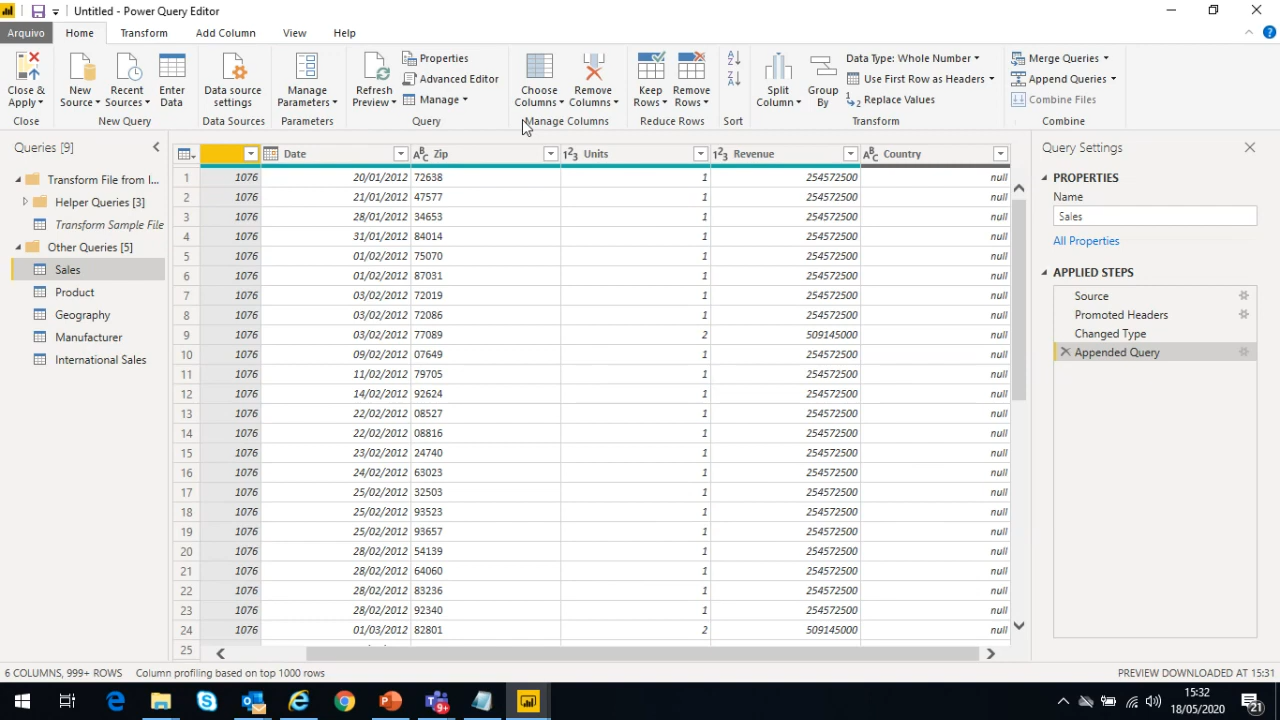 Untitled - Power Query Editor
Arquivo Home Transform Add Column View Help
Close & Apply
New Source
Recent Sources
Enter Data
Data source settings
Manage Parameters
Refresh Preview
Properties
Advanced Editor
Manage
Choose Columns
Remove Columns
Keep Rows
Remove Rows
Split Column
Group By
Data Type: Whole Number
Use First Row as Headers
Replace Values
Merge Queries
Append Queries
Combine Files
Close New Query Data Sources Parameters Query Manage Columns Reduce Rows Sort Transform Combine
Queries [9]
Transform File from I...
Helper Queries [3]
Transform Sample File
Other Queries [5]
Sales
Product
Geography
Manufacturer
International Sales
Date Zip Units Revenue Country
1 1076 20/01/2012 72638 1 254572500 null
2 1076 21/01/2012 47577 1 254572500 null
3 1076 28/01/2012 34653 1 254572500 null
4 1076 31/01/2012 84014 1 254572500 null
5 1076 01/02/2012 75070 1 254572500 null
6 1076 01/02/2012 87031 1 254572500 null
7 1076 03/02/2012 72019 1 254572500 null
8 1076 03/02/2012 72086 1 254572500 null
9 1076 03/02/2012 77089 2 509145000 null
10 1076 09/02/2012 07649 1 254572500 null
11 1076 11/02/2012 79705 1 254572500 null
12 1076 14/02/2012 92624 1 254572500 null
13 1076 22/02/2012 08527 1 254572500 null
14 1076 22/02/2012 08816 1 254572500 null
15 1076 23/02/2012 24740 1 254572500 null
16 1076 24/02/2012 63023 1 254572500 null
17 1076 25/02/2012 32503 1 254572500 null
18 1076 25/02/2012 93523 1 254572500 null
19 1076 25/02/2012 93657 1 254572500 null
20 1076 28/02/2012 54139 1 254572500 null
21 1076 28/02/2012 64060 1 254572500 null
22 1076 28/02/2012 83236 1 254572500 null
23 1076 28/02/2012 92340 1 254572500 null
24 1076 01/03/2012 82801 2 509145000 null
25
Query Settings
PROPERTIES
Name
Sales
All Properties
APPLIED STEPS
Source
Promoted Headers
Changed Type
Appended Query
6 COLUMNS, 999+ ROWS Column profiling based on top 1000 rows PREVIEW DOWNLOADED AT 15:31
15:32
18/05/2020
21